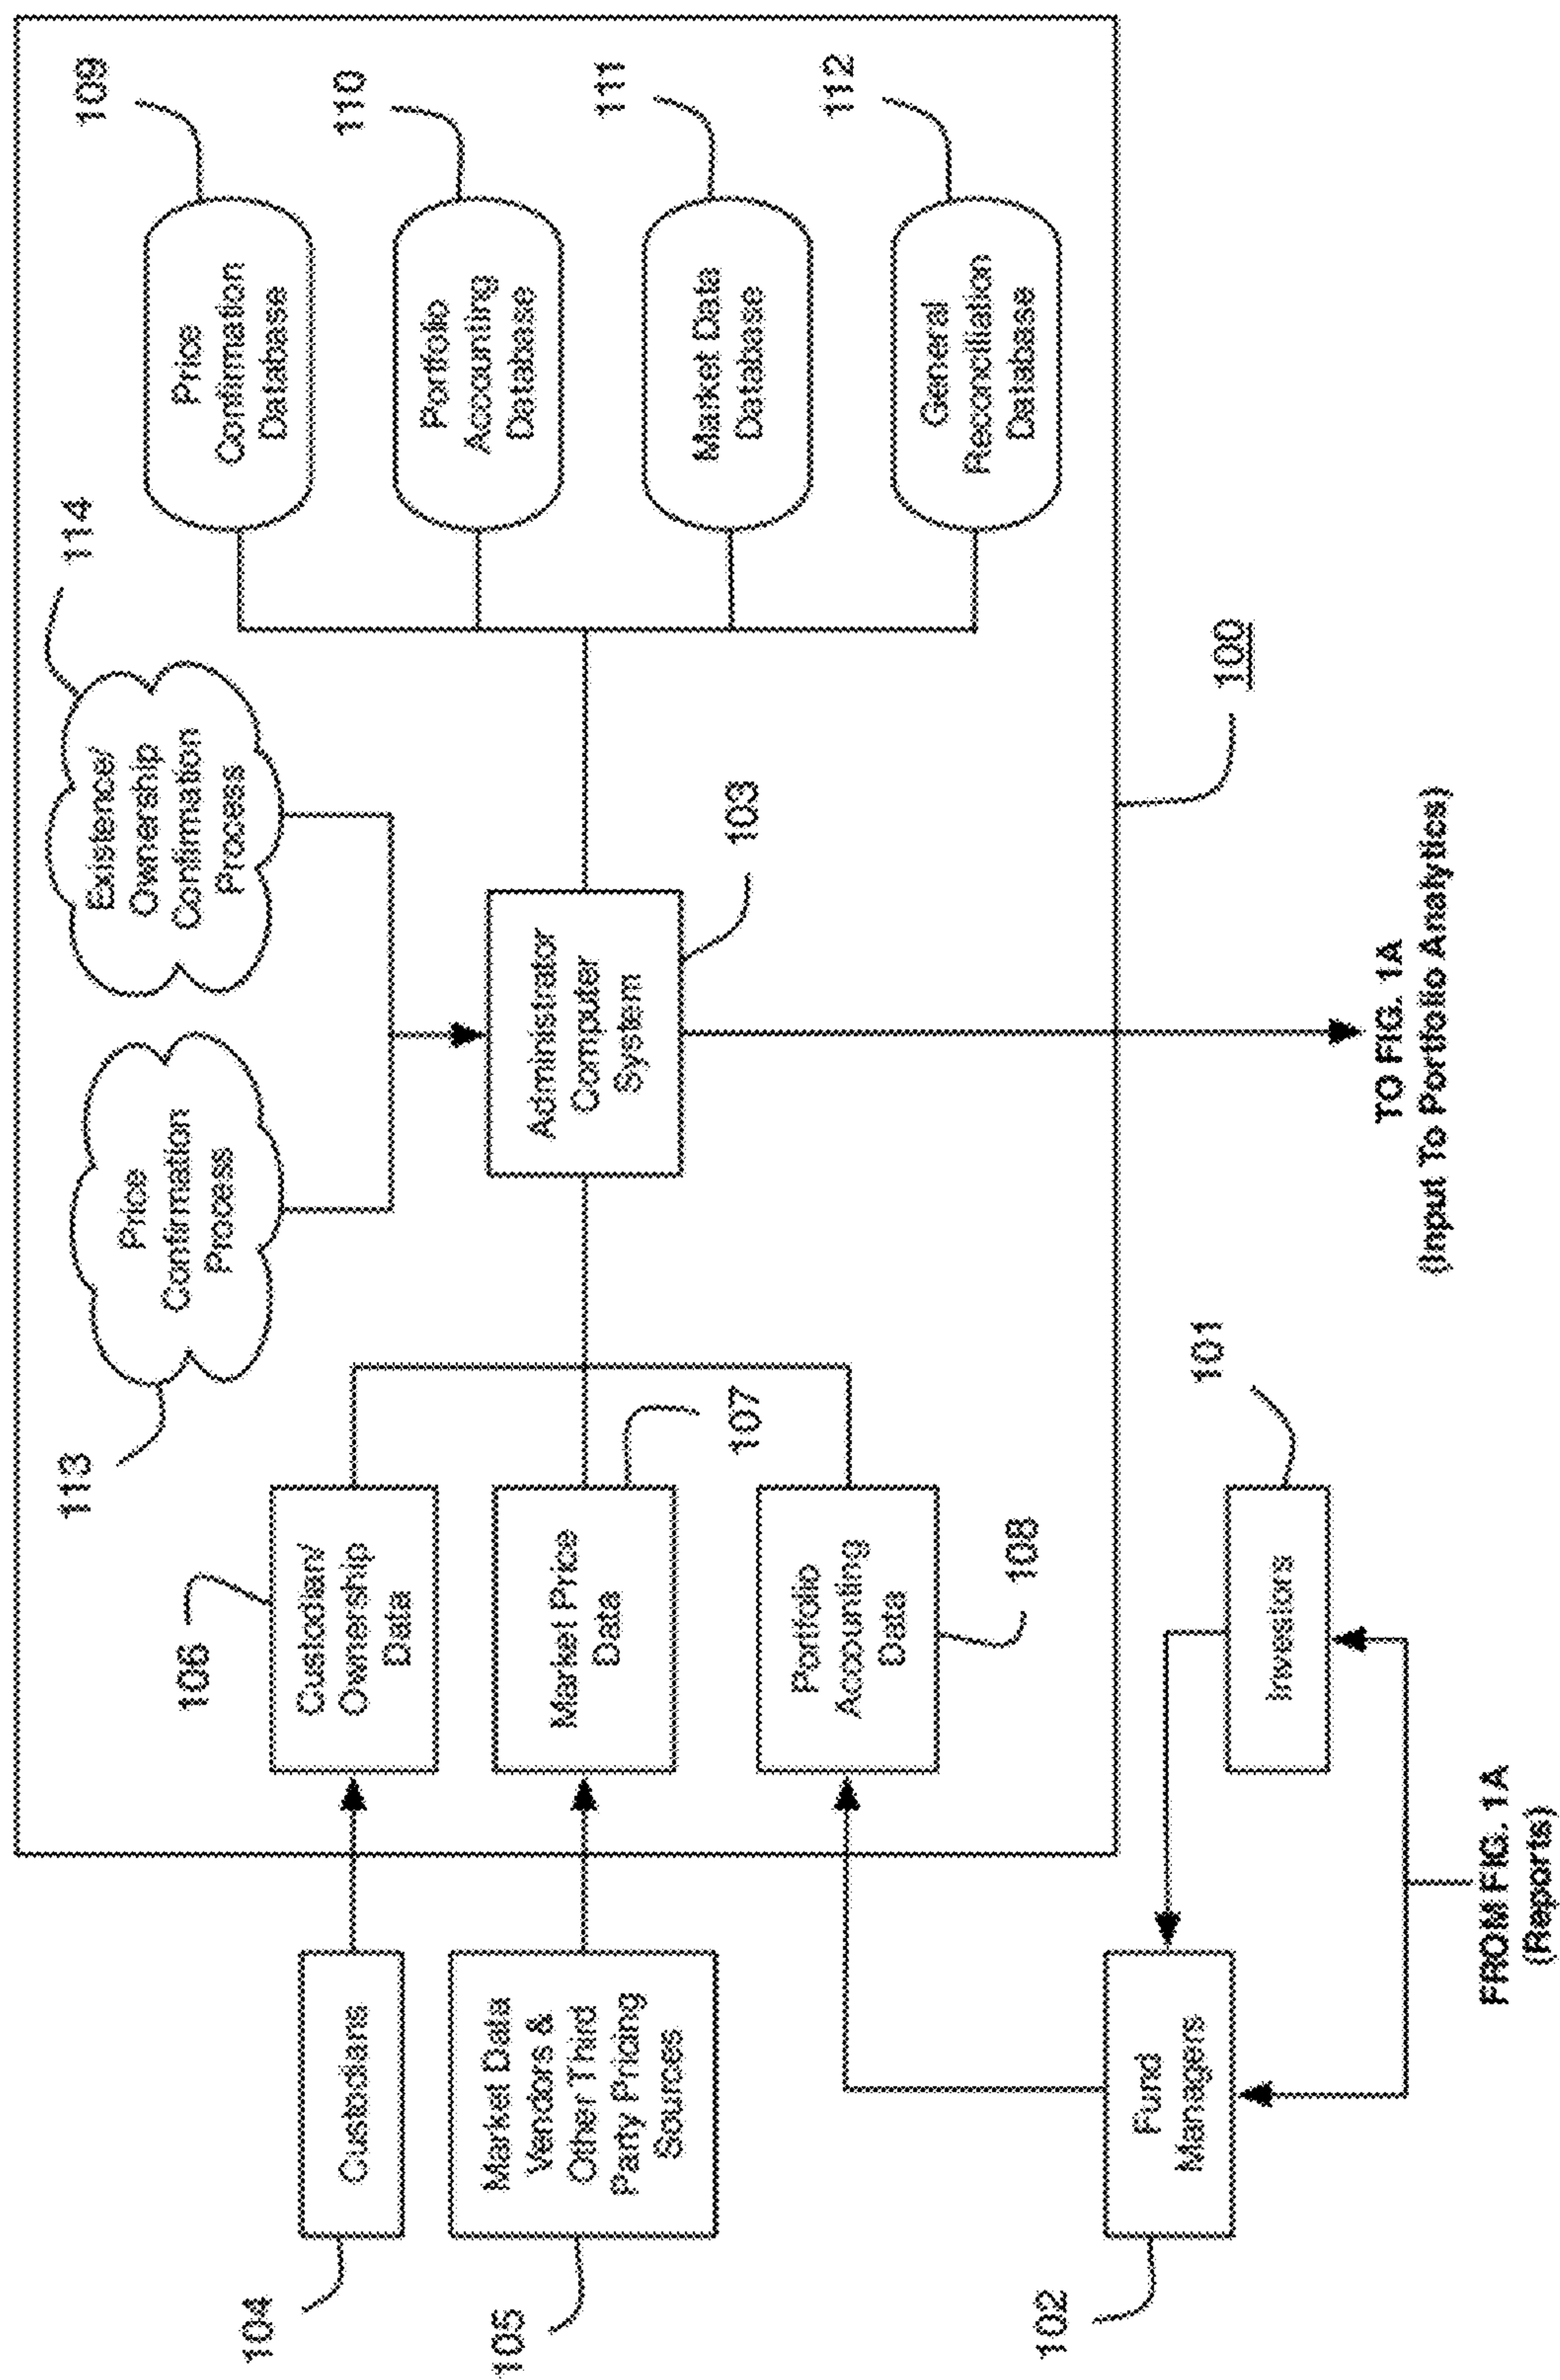 104
Custodians
105
Market Data
Vendors &
Other Third
Party Pricing
Sources
102
Fund
Managers
106
Custodian/
Ownership
Data
107
Market Price
Data
108
Portfolio
Accounting
Data
101
Investors
FROM FIG. 1A
(Reports)
113
Price
Confirmation
Process
114
Existence/
Ownership
Confirmation
Process
103
Administrator
Computer
System
TO FIG. 1A
(Input To Portfolio Analytics)
100
109
Price
Confirmation
Database
110
Portfolio
Accounting
Database
111
Market Data
Database
112
General
Reconciliation
Database